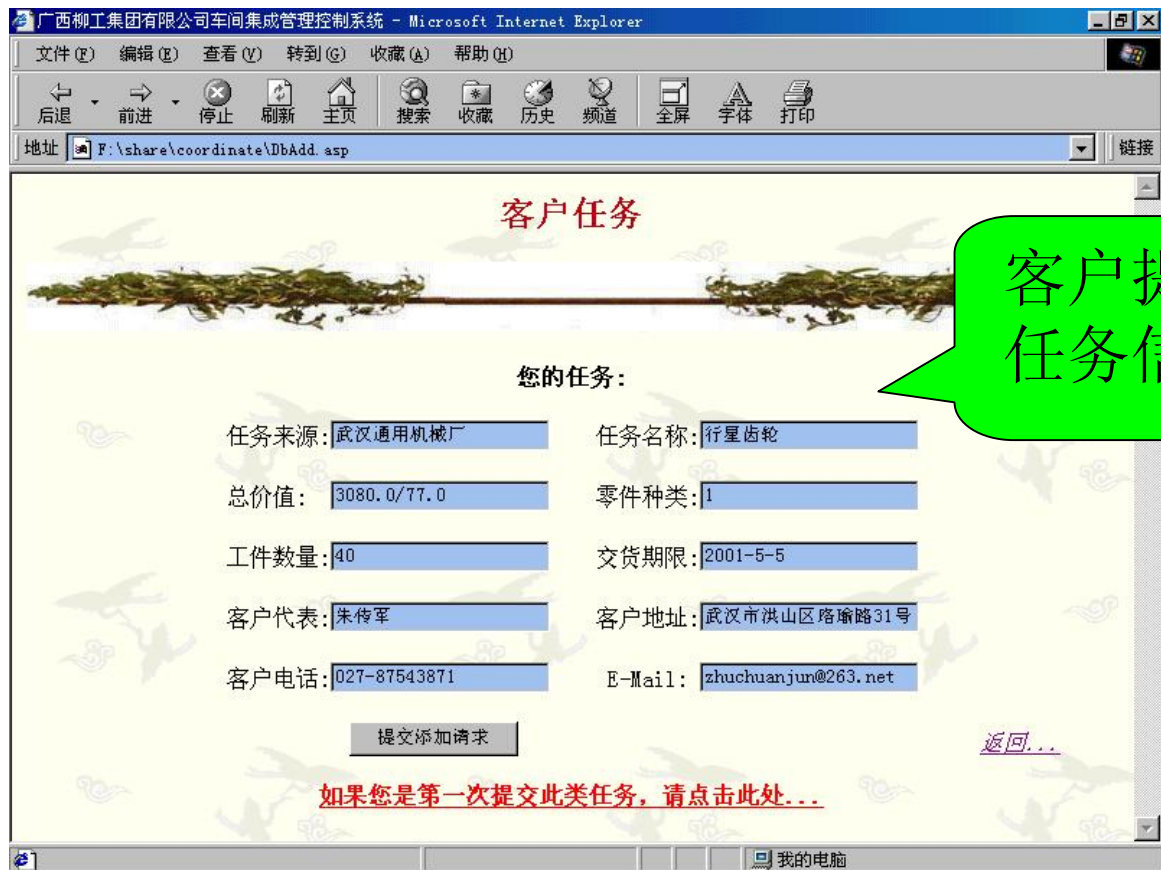 广西柳工集团有限公司车间集成管理控制系统 - Microsoft Internet Explorer
文件(F) 编辑(E) 查看(V) 转到(G) 收藏(A) 帮助(H)
后退 前进 停止 刷新 主页 搜索 收藏 历史 频道 全屏 字体 打印
地址 F:\share\coordinate\DbAdd.asp 链接
客户任务
客户提
任务信
您的任务:
任务来源: 武汉通用机械厂 任务名称: 行星齿轮
总价值: 3080.0/77.0 零件种类: 1
工件数量: 40 交货期限: 2001-5-5
客户代表: 朱传军 客户地址: 武汉市洪山区珞瑜路31号
客户电话: 027-87543871 E-Mail: zhuchuanjun@263.net
提交添加请求
返回...
如果您是第一次提交此类任务, 请点击此处...
我的电脑